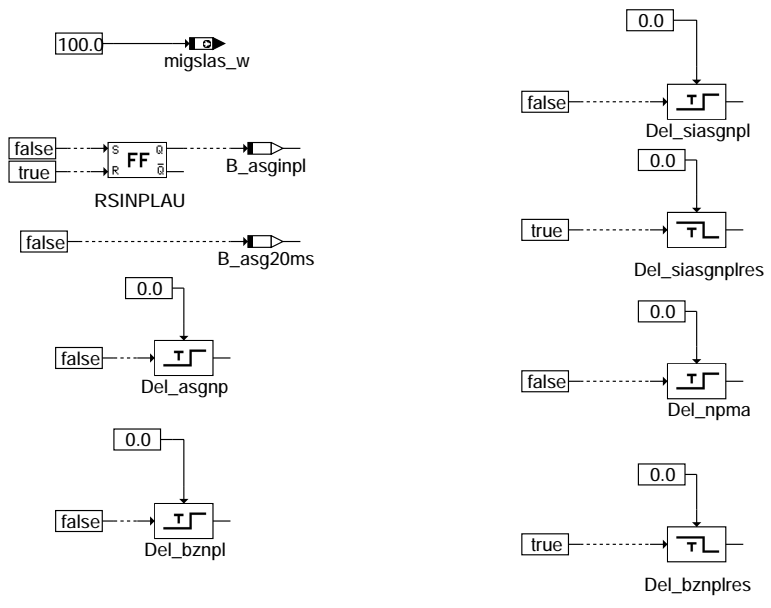 100.0
migslas_w
false
true
S Q
FF
R Q
RSINPLAU
B_asginpl
false
B_asg20ms
0.0
false
T
Del_asgnp
0.0
false
T
Del_bznpl
0.0
false
T
Del_siasgnpl
0.0
true
T
Del_siasgnplres
0.0
false
T
Del_npma
0.0
true
T
Del_bznplres